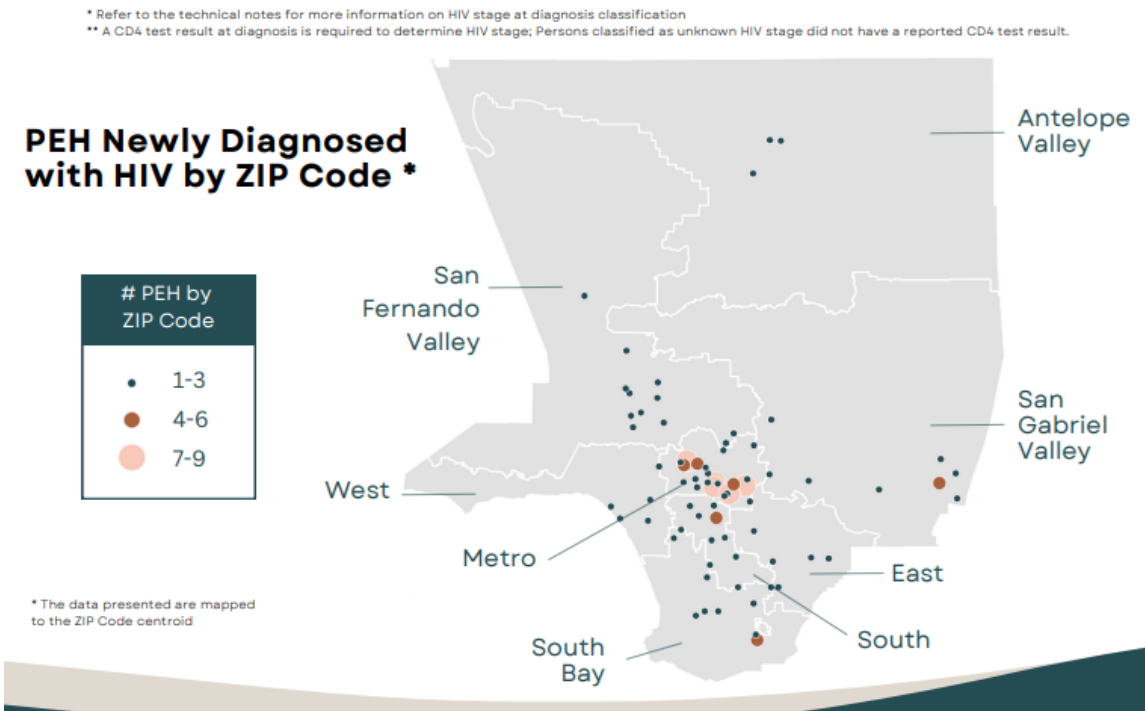 * Refer to the technical notes for more information on HIV stage at diagnosis classification
** A CD4 test result at diagnosis is required to determine HIV stage; Persons classified as unknown HIV stage did not have a reported CD4 test result.
PEH Newly Diagnosed
with HIV by ZIP Code *
# PEH by
ZIP Code
1-3
4-6
7-9
Antelope
Valley
San
Fernando
Valley
San
Gabriel
Valley
West
Metro
East
South
South
Bay
* The data presented are mapped
to the ZIP Code centroid